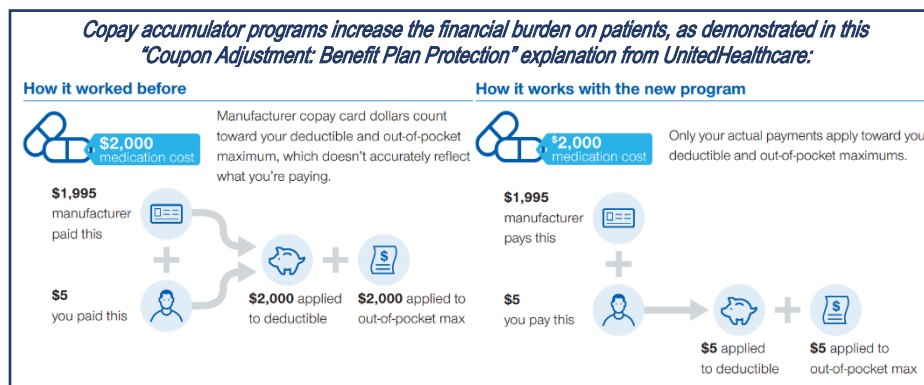 Copay accumulator programs increase the financial burden on patients, as demonstrated in this
"Coupon Adjustment: Benefit Plan Protection" explanation from UnitedHealthcare:
How it worked before
$2,000
medication cost
Manufacturer copay card dollars count
toward your deductible and out-of-pocket
maximum, which doesn't accurately reflect
what you're paying.
$1,995
manufacturer
paid this
$5
you paid this
$2,000 applied
to deductible
$2,000 applied to
out-of-pocket max
How it works with the new program
$2,000
medication cost
Only your actual payments apply toward you
deductible and out-of-pocket maximums.
$1,995
manufacturer
pays this
$5
you pay this
$5 applied
to deductible
$5 applied to
out-of-pocket max